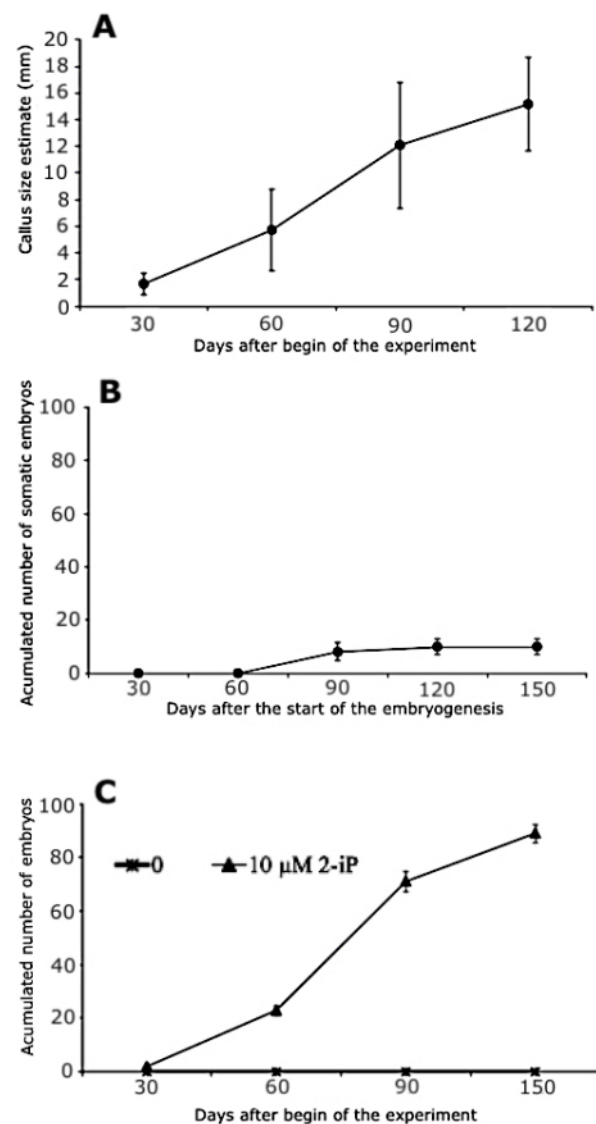 A
Callus size estimate (mm)
20
18
16
14
12
10
8
6
4
2
0
30 60 90 120
Days after begin of the experiment
B
Acumulated number of somatic embryos
100
80
60
40
20
0
30 60 90 120 150
Days after the start of the embryogenesis
C
Acumulated number of embryos
100
80
60
40
20
0
0 10 μM 2-iP
30 60 90 150
Days after begin of the experiment